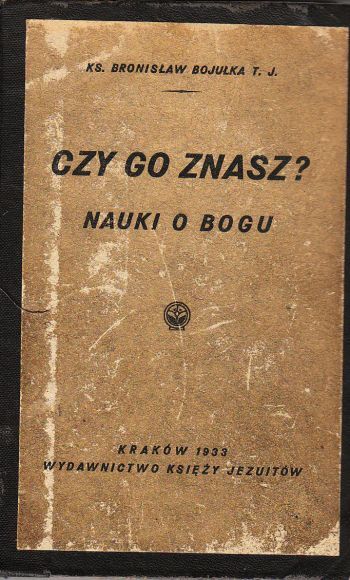 KS. BRONISŁAW BOJUŁKA T. J.
CZY GO ZNASZ?
NAUKI O BOGU
KRAKÓW 1933
WYDAWNICTWO KSIĘŻY JEZUITÓW